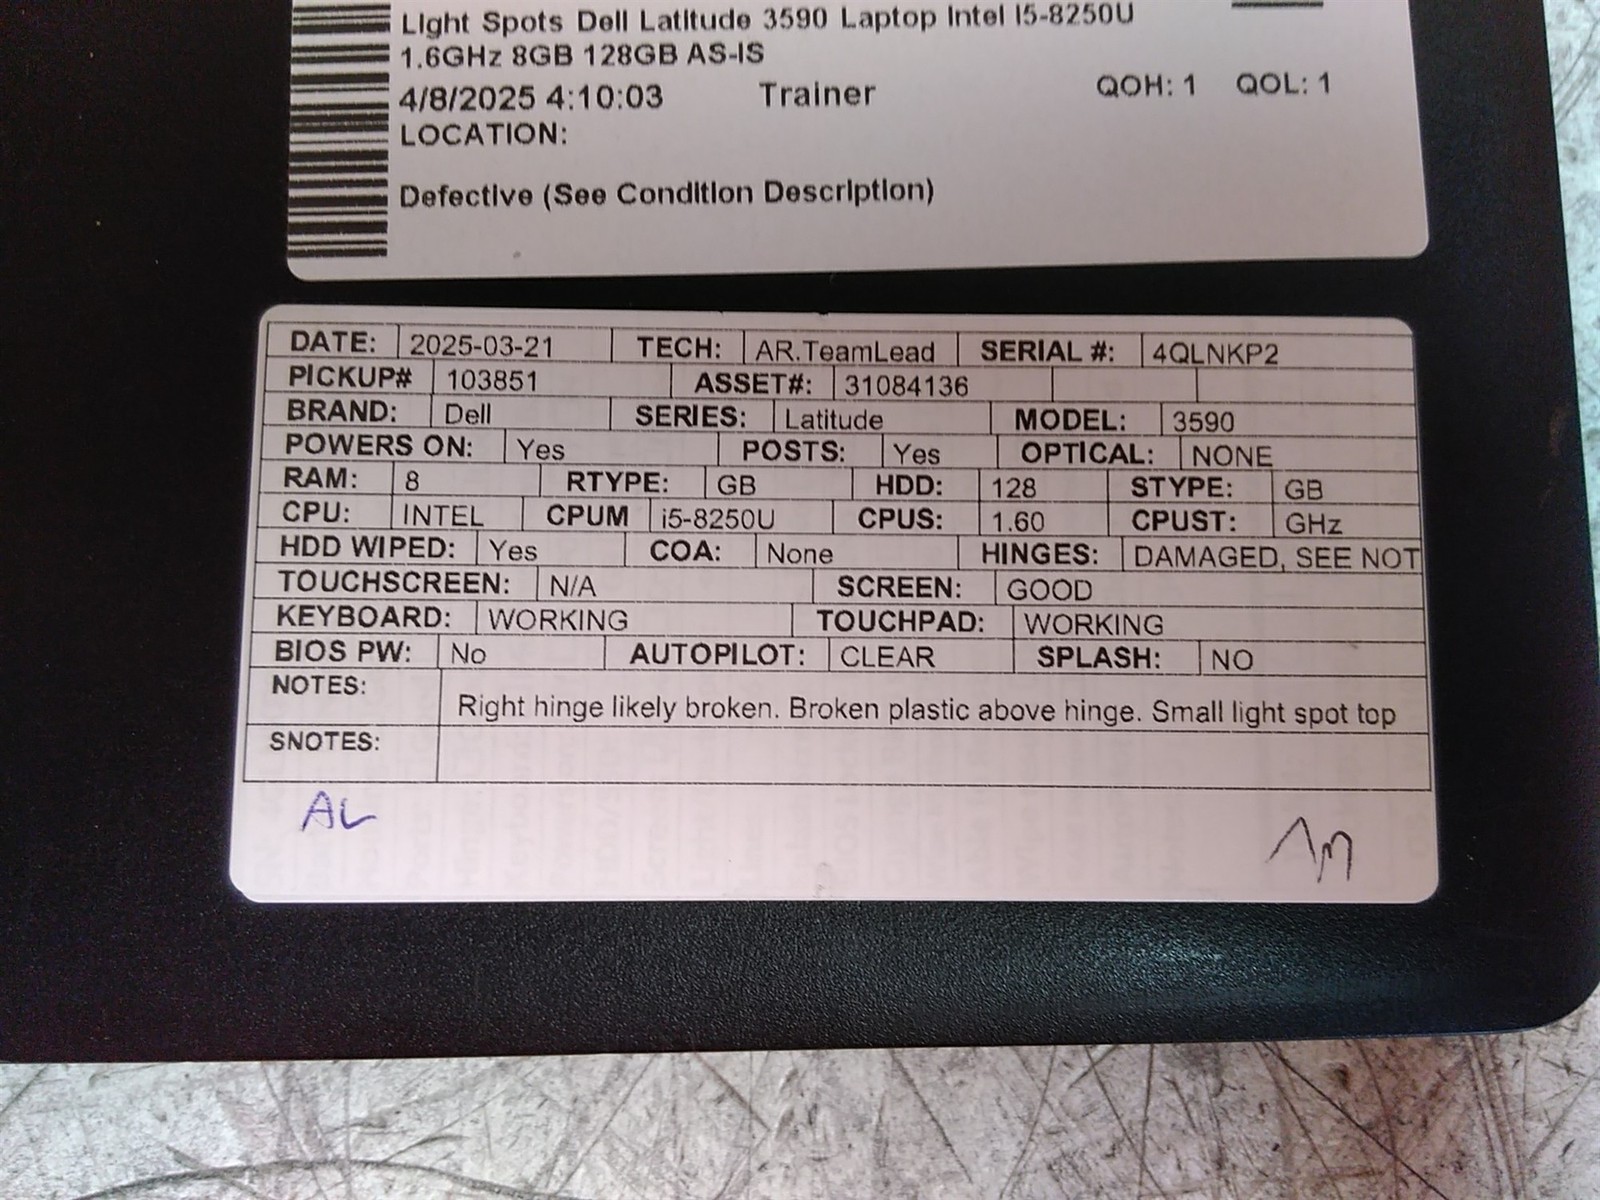 Light Spots Dell Latitude 3590 Laptop Intel I5-8250U
1.6GHz 8GB 128GB AS-IS
4/8/2025 4:10:03 Trainer QOH: 1 QOL: 1
LOCATION:
Defective (See Condition Description)
DATE: 2025-03-21 TECH: AR.TeamLead SERIAL #: 4QLNKP2
PICKUP# 103851 ASSET#: 31084136
BRAND: Dell SERIES: Latitude MODEL: 3590
POWERS ON: Yes POSTS: Yes OPTICAL: NONE
RAM: 8 RTYPE: GB HDD: 128 STYPE: GB
CPU: INTEL CPUM i5-8250U CPUS: 1.60 CPUST: GHz
HDD WIPED: Yes COA: None HINGES: DAMAGED, SEE NOT
TOUCHSCREEN: N/A SCREEN: GOOD
KEYBOARD: WORKING TOUCHPAD: WORKING
BIOS PW: No AUTOPILOT: CLEAR SPLASH: NO
NOTES: Right hinge likely broken. Broken plastic above hinge. Small light spot top
SNOTES:
AL